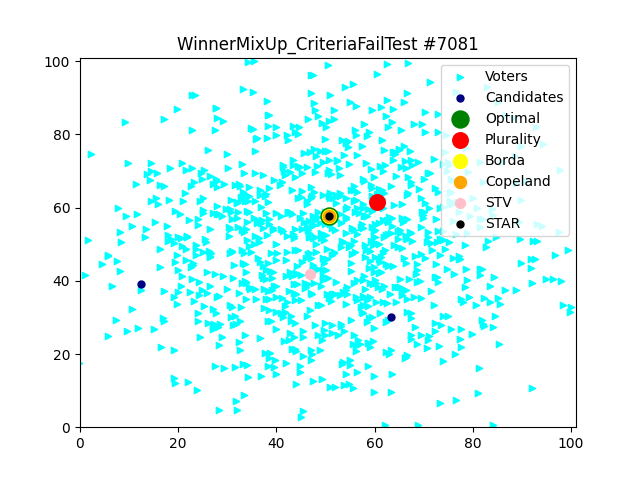 WinnerMixUp_CriteriaFailTest #7081
Voters
Candidates
Optimal
Plurality
Borda
Copeland
STV
STAR
100
80
60
40
20
0
0 20 40 60 80 100